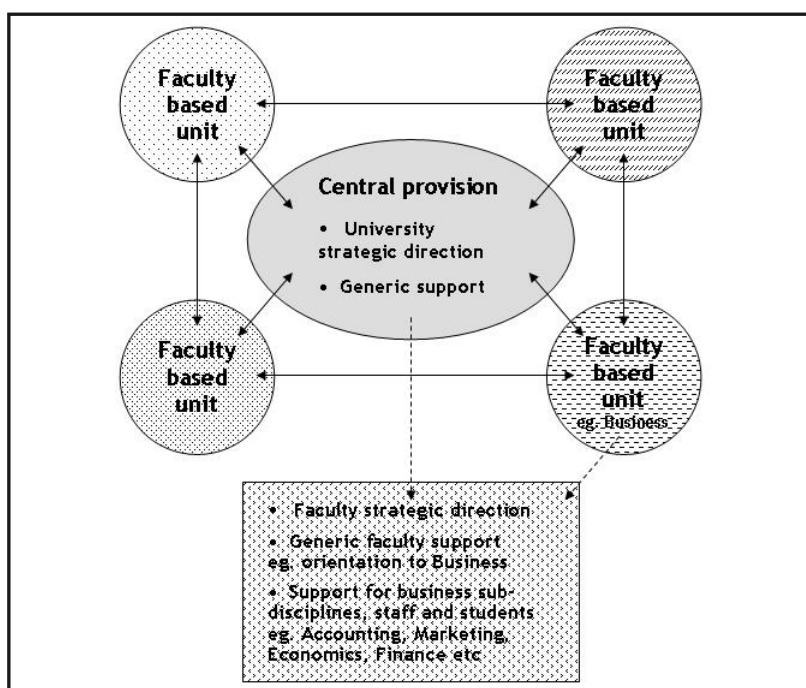 Faculty
based
unit
Faculty
based
unit
Central provision
• University
strategic direction
• Generic support
Faculty
based
unit
Faculty
based
unit
eg. Business
• Faculty strategic direction
• Generic faculty support
eg. orientation to Business
• Support for business sub-
disciplines, staff and students
eg. Accounting, Marketing,
Economics, Finance etc